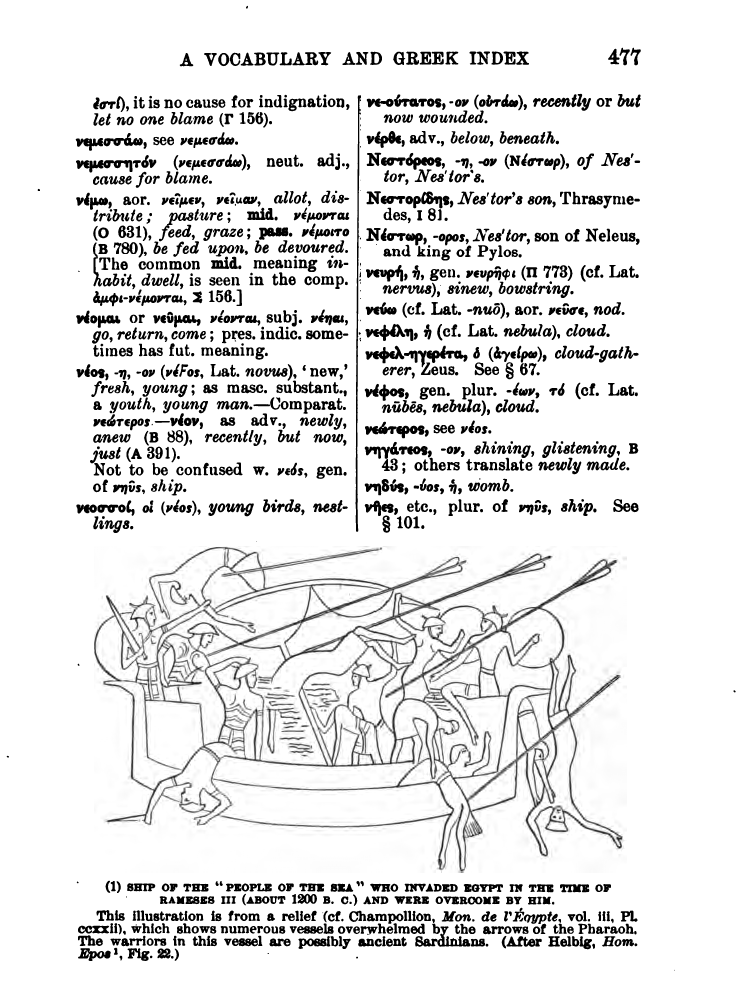 A VOCABULARY AND GREEK INDEX 477
ἐστί), it is no cause for indignation,
let no one blame (Γ 156).
νεμεσσάω, see νεμεσάω.
νεμεσσητόν (νεμεσσάω), neut. adj.,
cause for blame.
νέμω, aor. νεῖμεν, νεῖμαν, allot, dis-
tribute; pasture; mid. νέμονται
(Ο 631), feed, graze; pass. νέμοιτο
(Β 780), be fed upon, be devoured.
[The common mid. meaning in-
habit, dwell, is seen in the comp.
ἀμφι-νέμονται, Σ 156.]
νέομαι or νεῦμαι, νέονται, subj. νέηαι,
go, return, come; pres. indic. some-
times has fut. meaning.
νέος, -η, -ον (νέϝος, Lat. novus), ‘new,’
fresh, young; as masc. substant.,
a youth, young man.—Comparat.
νεώτερος.—νέον, as adv., newly,
anew (Β 88), recently, but now,
just (Α 391).
Not to be confused w. νεός, gen.
of νηῦς, ship.
νεοσσοί, οἱ (νέος), young birds, nest-
lings.
νε-ούτατος, -ον (οὐτάω), recently or but
now wounded.
νέρθε, adv., below, beneath.
Νεστόρεος, -η, -ον (Νέστωρ), of Nes′-
tor, Nes′tor's.
Νεστορίδης, Nes′tor's son, Thrasyme-
des, Ι 81.
Νέστωρ, -ορος, Nes′tor, son of Neleus,
and king of Pylos.
νευρή, ἡ, gen. νευρῆφι (Π 773) (cf. Lat.
nervus), sinew, bowstring.
νεύω (cf. Lat. -nuō), aor. νεῦσε, nod.
νεφέλη, ἡ (cf. Lat. nebula), cloud.
νεφελ-ηγερέτα, ὁ (ἀγείρω), cloud-gath-
erer, Zeus. See § 67.
νέφος, gen. plur. -έων, τό (cf. Lat.
nūbēs, nebula), cloud.
νεώτερος, see νέος.
νηγάτεος, -ον, shining, glistening, Β
43; others translate newly made.
νηδύς, -ύος, ἡ, womb.
νῆες, etc., plur. of νηῦς, ship. See
§ 101.
(1) SHIP OF THE “PEOPLE OF THE SEA” WHO INVADED EGYPT IN THE TIME OF
RAMESES III (ABOUT 1200 B. C.) AND WERE OVERCOME BY HIM.
This illustration is from a relief (cf. Champollion, Mon. de l'Égypte, vol. iii, Pl.
ccxxii), which shows numerous vessels overwhelmed by the arrows of the Pharaoh.
The warriors in this vessel are possibly ancient Sardinians. (After Helbig, Hom.
Epos¹, Fig. 22.)